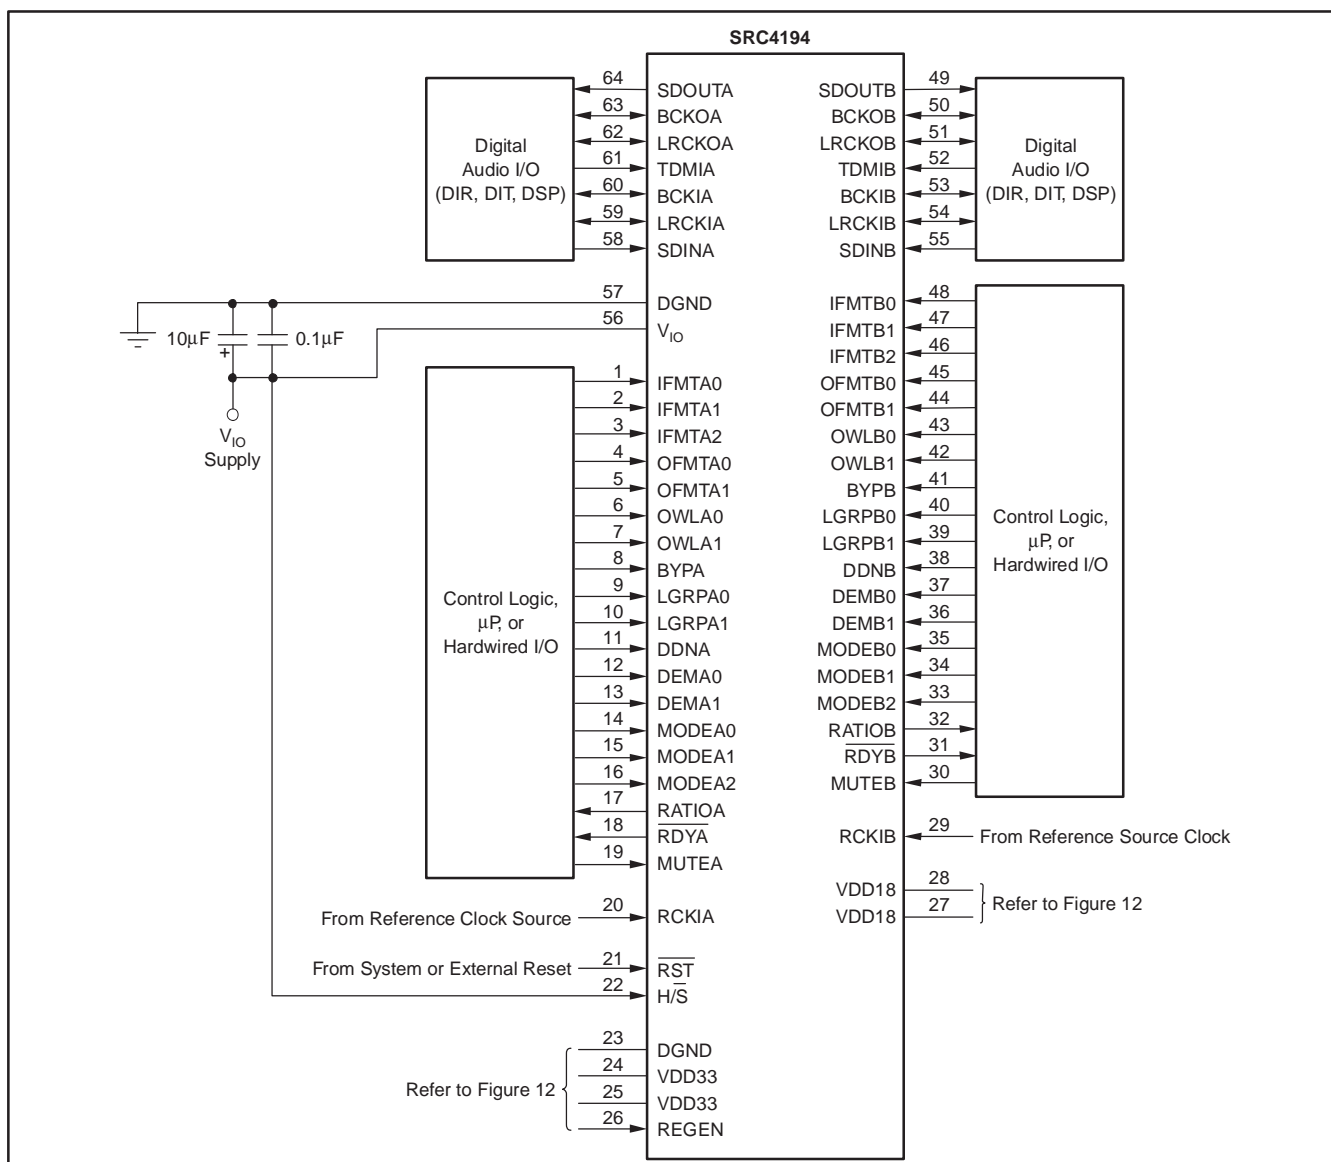 SRC4194
64 SDOUTA SDOUTB 49
63 BCKOA BCKOB 50
Digital 62 LRCKOA LRCKOB 51 Digital
Audio I/O 61 TDMIA TDMIB 52 Audio I/O
(DIR, DIT, DSP) 60 BCKIA BCKIB 53 (DIR, DIT, DSP)
59 LRCKIA LRCKIB 54
58 SDINA SDINB 55
57 DGND IFMTB0 48
10µF + 0.1µF 56 VIO IFMTB1 47
IFMTB2 46
1 IFMTA0 OFMTB0 45
2 IFMTA1 OFMTB1 44
VIO 3 IFMTA2 OWLB0 43
Supply 4 OFMTA0 OWLB1 42
5 OFMTA1 BYPB 41
6 OWLA0 LGRPB0 40 Control Logic,
7 OWLA1 LGRPB1 39 µP, or
8 BYPA DDNB 38 Hardwired I/O
Control Logic, 9 LGRPA0 DEMB0 37
µP, or 10 LGRPA1 DEMB1 36
Hardwired I/O 11 DDNA MODEB0 35
12 DEMA0 MODEB1 34
13 DEMA1 MODEB2 33
14 MODEA0 RATIOB 32
15 MODEA1 RDYB 31
16 MODEA2 MUTEB 30
17 RATIOA
18 RDYA RCKIB 29 From Reference Source Clock
19 MUTEA
VDD18 28
From Reference Clock Source 20 RCKIA VDD18 27 Refer to Figure 12
From System or External Reset 21 RST
22 H/S
23 DGND
Refer to Figure 12 24 VDD33
25 VDD33
26 REGEN